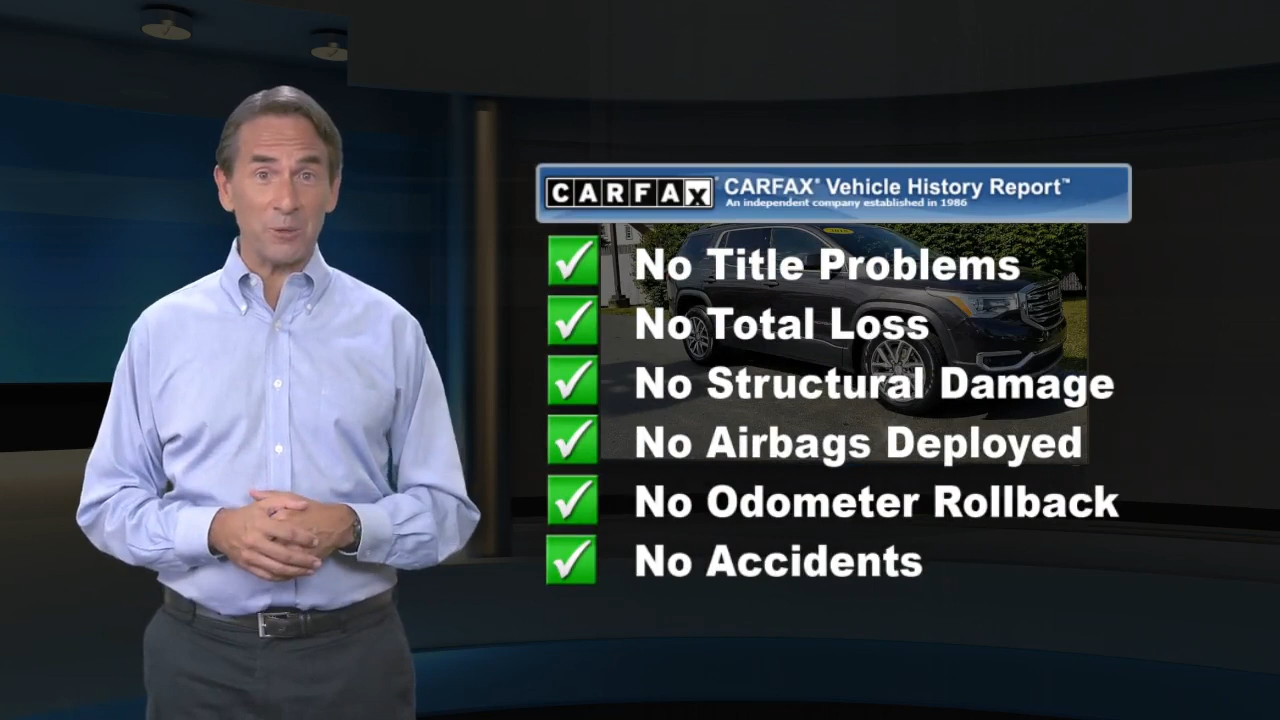 CARFAX® CARFAX® Vehicle History Report™
An independent company established in 1986
No Title Problems
No Total Loss
No Structural Damage
No Airbags Deployed
No Odometer Rollback
No Accidents